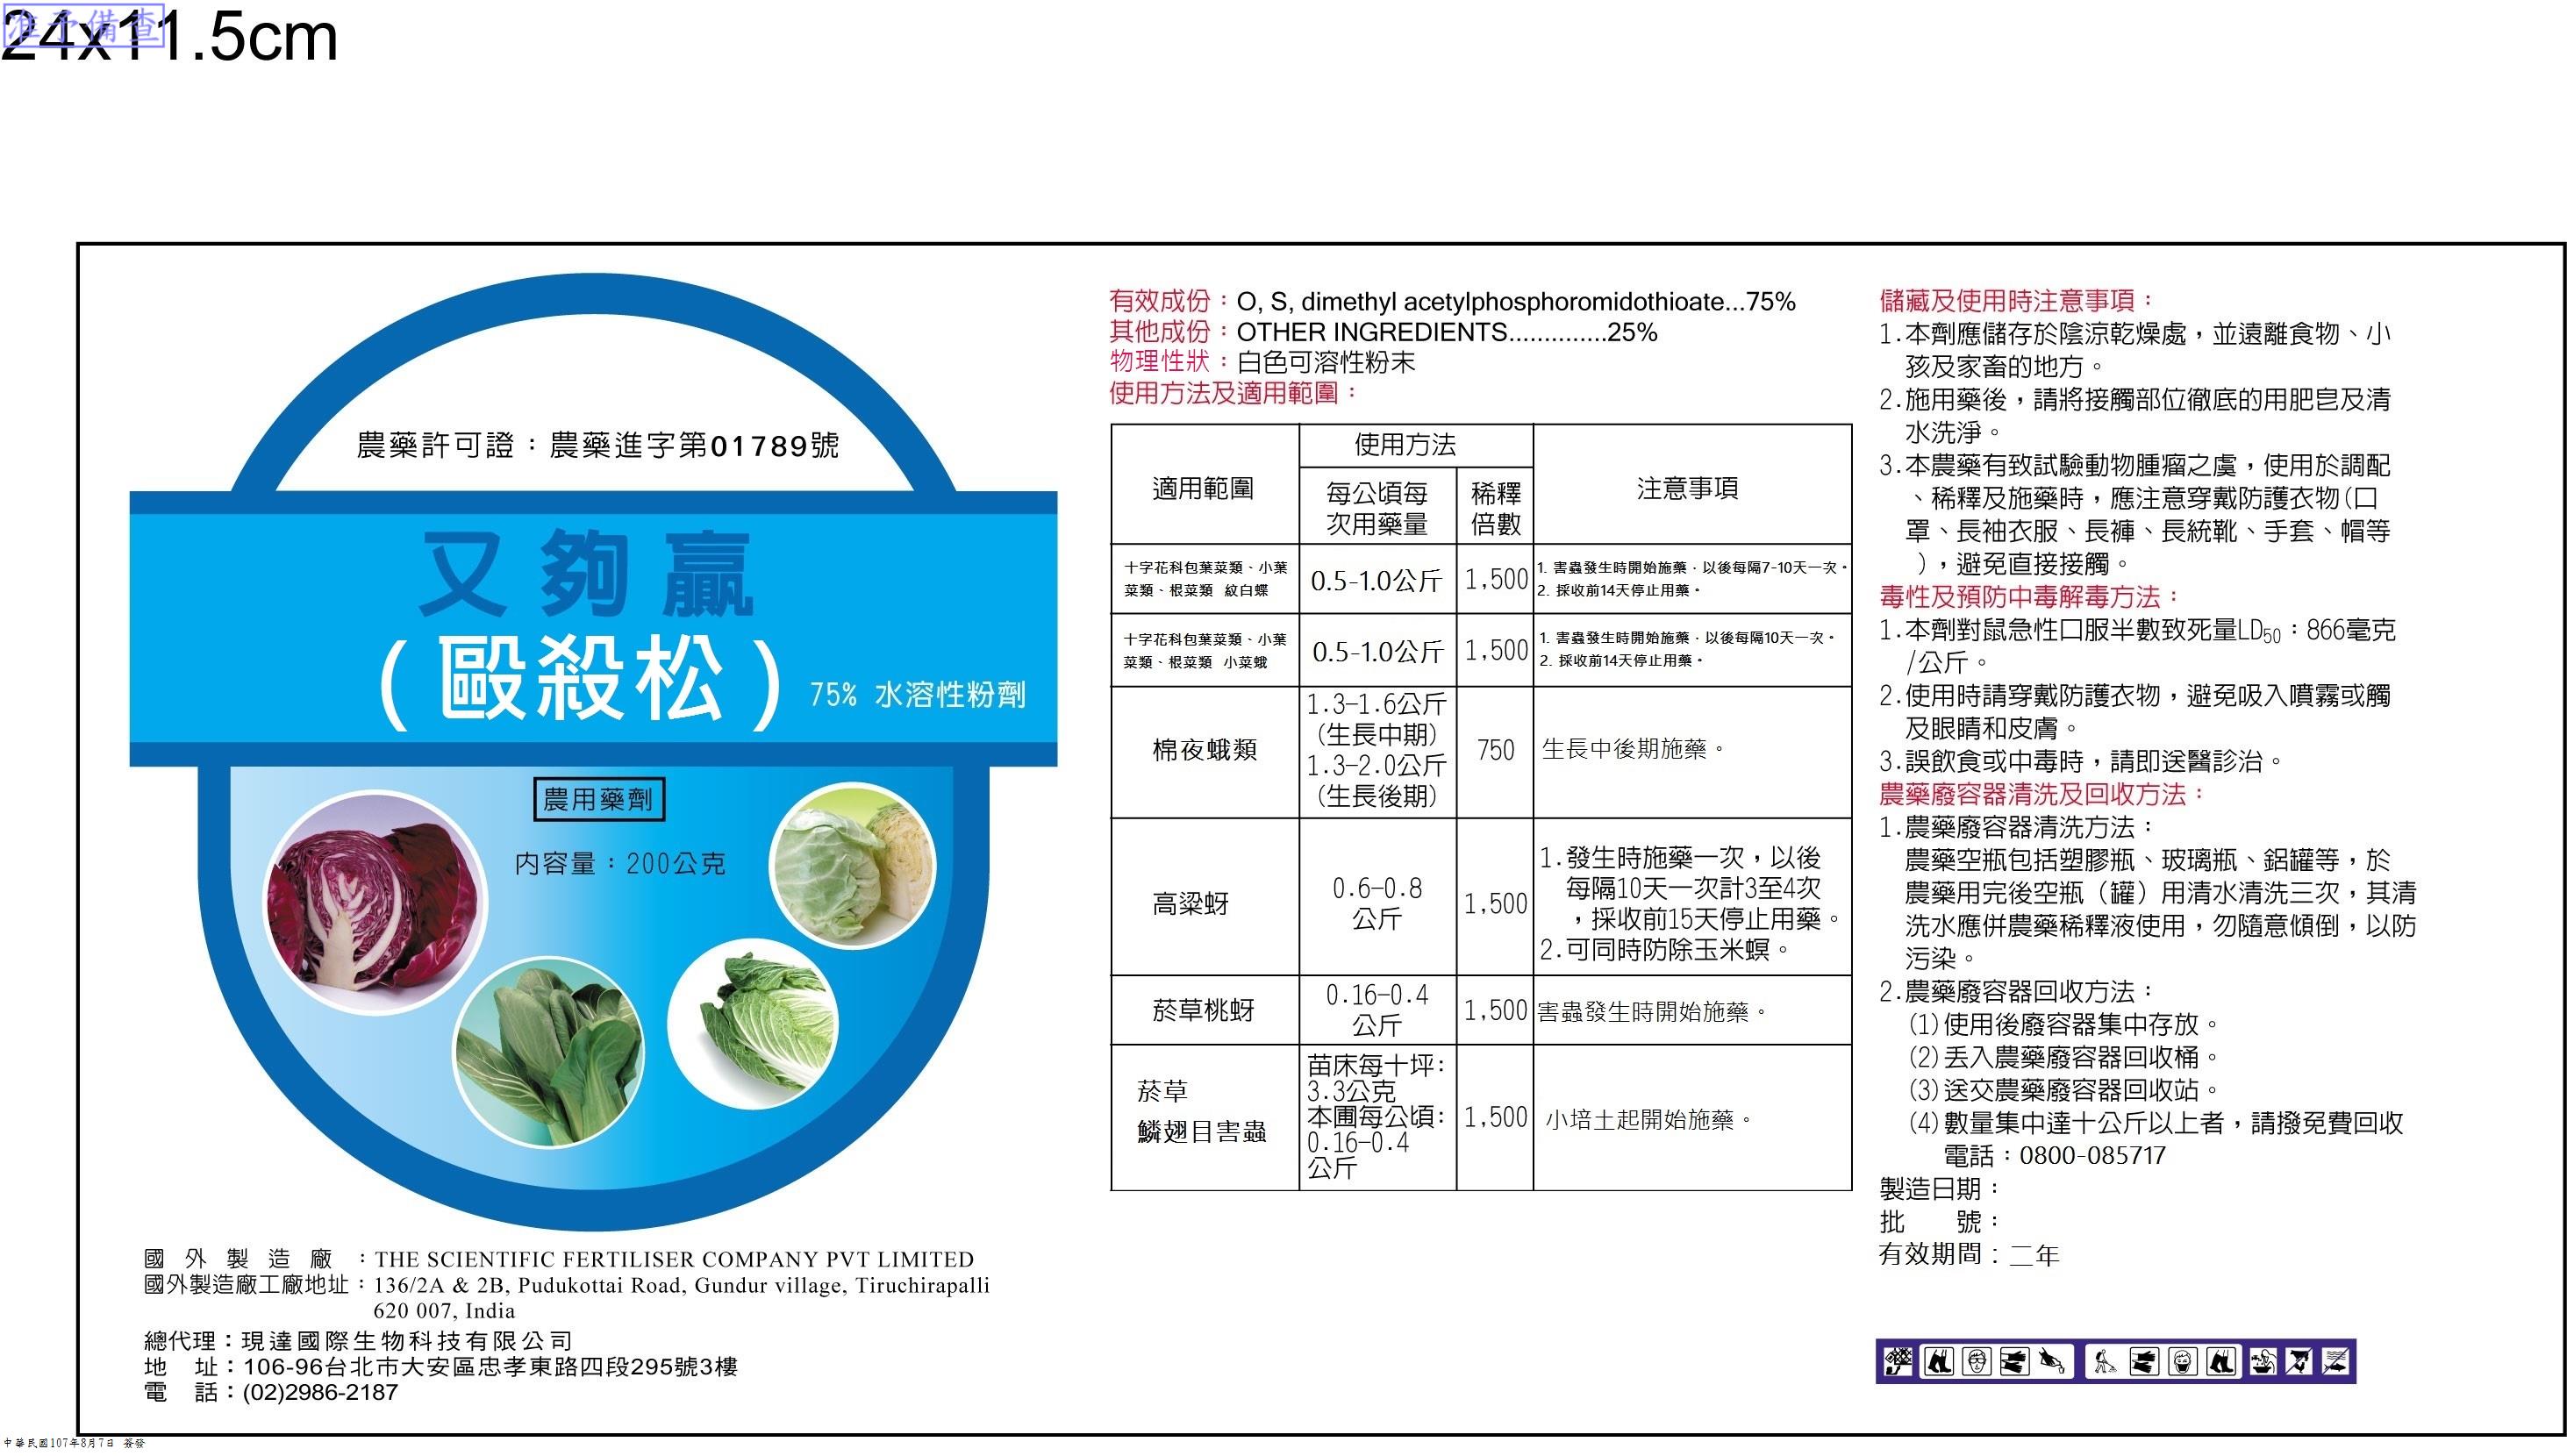 准予備查
24x11.5cm
農藥許可證：農藥進字第01789號
又夠贏
（毆殺松）75% 水溶性粉劑
農用藥劑
內容量：200公克
國外製造廠：THE SCIENTIFIC FERTILISER COMPANY PVT LIMITED
國外製造廠工廠地址：136/2A & 2B, Pudukottai Road, Gundur village, Tiruchirapalli
620 007, India
總代理：現達國際生物科技有限公司
地　址：106-96台北市大安區忠孝東路四段295號3樓
電　話：(02)2986-2187
有效成份：O, S, dimethyl acetylphosphoromidothioate...75%
其他成份：OTHER INGREDIENTS..............25%
物理性狀：白色可溶性粉末
使用方法及適用範圍：
適用範圍
使用方法
每公頃每
次用藥量
稀釋
倍數
注意事項
十字花科包葉菜類、小葉
菜類、根菜類 紋白蝶
0.5-1.0公斤
1,500
1. 害蟲發生時開始施藥，以後每隔7-10天一次。
2. 採收前14天停止用藥。
十字花科包葉菜類、小葉
菜類、根菜類 小菜蛾
0.5-1.0公斤
1,500
1. 害蟲發生時開始施藥，以後每隔10天一次。
2. 採收前14天停止用藥。
棉夜蛾類
1.3-1.6公斤
(生長中期)
1.3-2.0公斤
(生長後期)
750
生長中後期施藥。
高粱蚜
0.6-0.8
公斤
1,500
1.發生時施藥一次，以後
每隔10天一次計3至4次
，採收前15天停止用藥。
2.可同時防除玉米螟。
菸草桃蚜
0.16-0.4
公斤
1,500
害蟲發生時開始施藥。
菸草
鱗翅目害蟲
苗床每十坪:
3.3公克
本圃每公頃:
0.16-0.4
公斤
1,500
小培土起開始施藥。
儲藏及使用時注意事項：
1.本劑應儲存於陰涼乾燥處，並遠離食物、小
孩及家畜的地方。
2.施用藥後，請將接觸部位徹底的用肥皂及清
水洗淨。
3.本農藥有致試驗動物腫瘤之虞，使用於調配
、稀釋及施藥時，應注意穿戴防護衣物(口
罩、長袖衣服、長褲、長統靴、手套、帽等
)，避免直接接觸。
毒性及預防中毒解毒方法：
1.本劑對鼠急性口服半數致死量LD50：866毫克
/公斤。
2.使用時請穿戴防護衣物，避免吸入噴霧或觸
及眼睛和皮膚。
3.誤飲食或中毒時，請即送醫診治。
農藥廢容器清洗及回收方法：
1.農藥廢容器清洗方法：
農藥空瓶包括塑膠瓶、玻璃瓶、鋁罐等，於
農藥用完後空瓶（罐）用清水清洗三次，其清
洗水應併農藥稀釋液使用，勿隨意傾倒，以防
污染。
2.農藥廢容器回收方法：
(1)使用後廢容器集中存放。
(2)丟入農藥廢容器回收桶。
(3)送交農藥廢容器回收站。
(4)數量集中達十公斤以上者，請撥免費回收
電話：0800-085717
製造日期：
批　　號：
有效期間：二年
中華民國107年8月7日 簽發